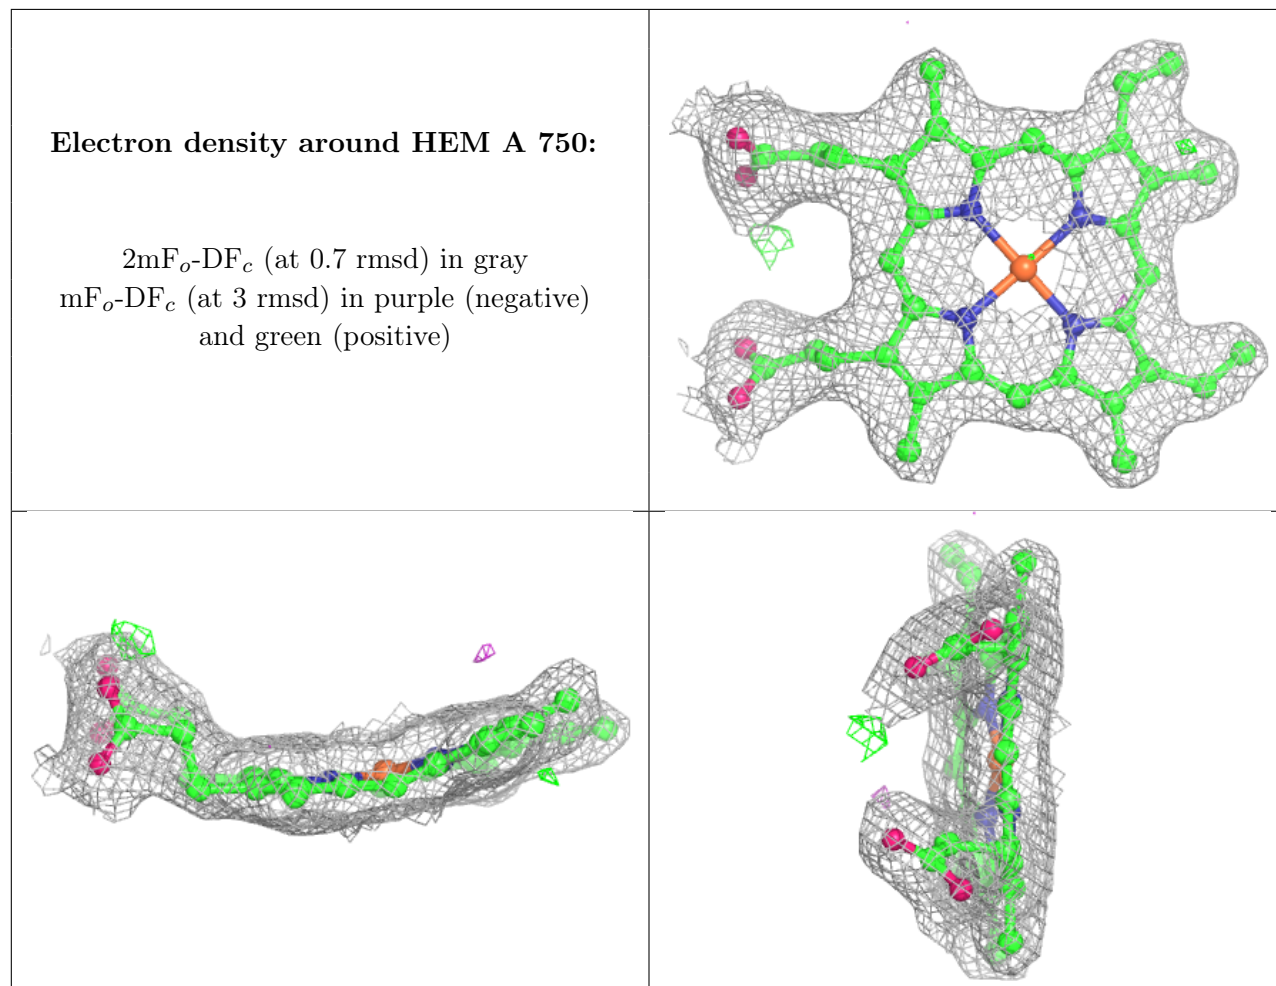 Electron density around HEM A 750:
2mFo-DFc (at 0.7 rmsd) in gray
mFo-DFc (at 3 rmsd) in purple (negative)
and green (positive)